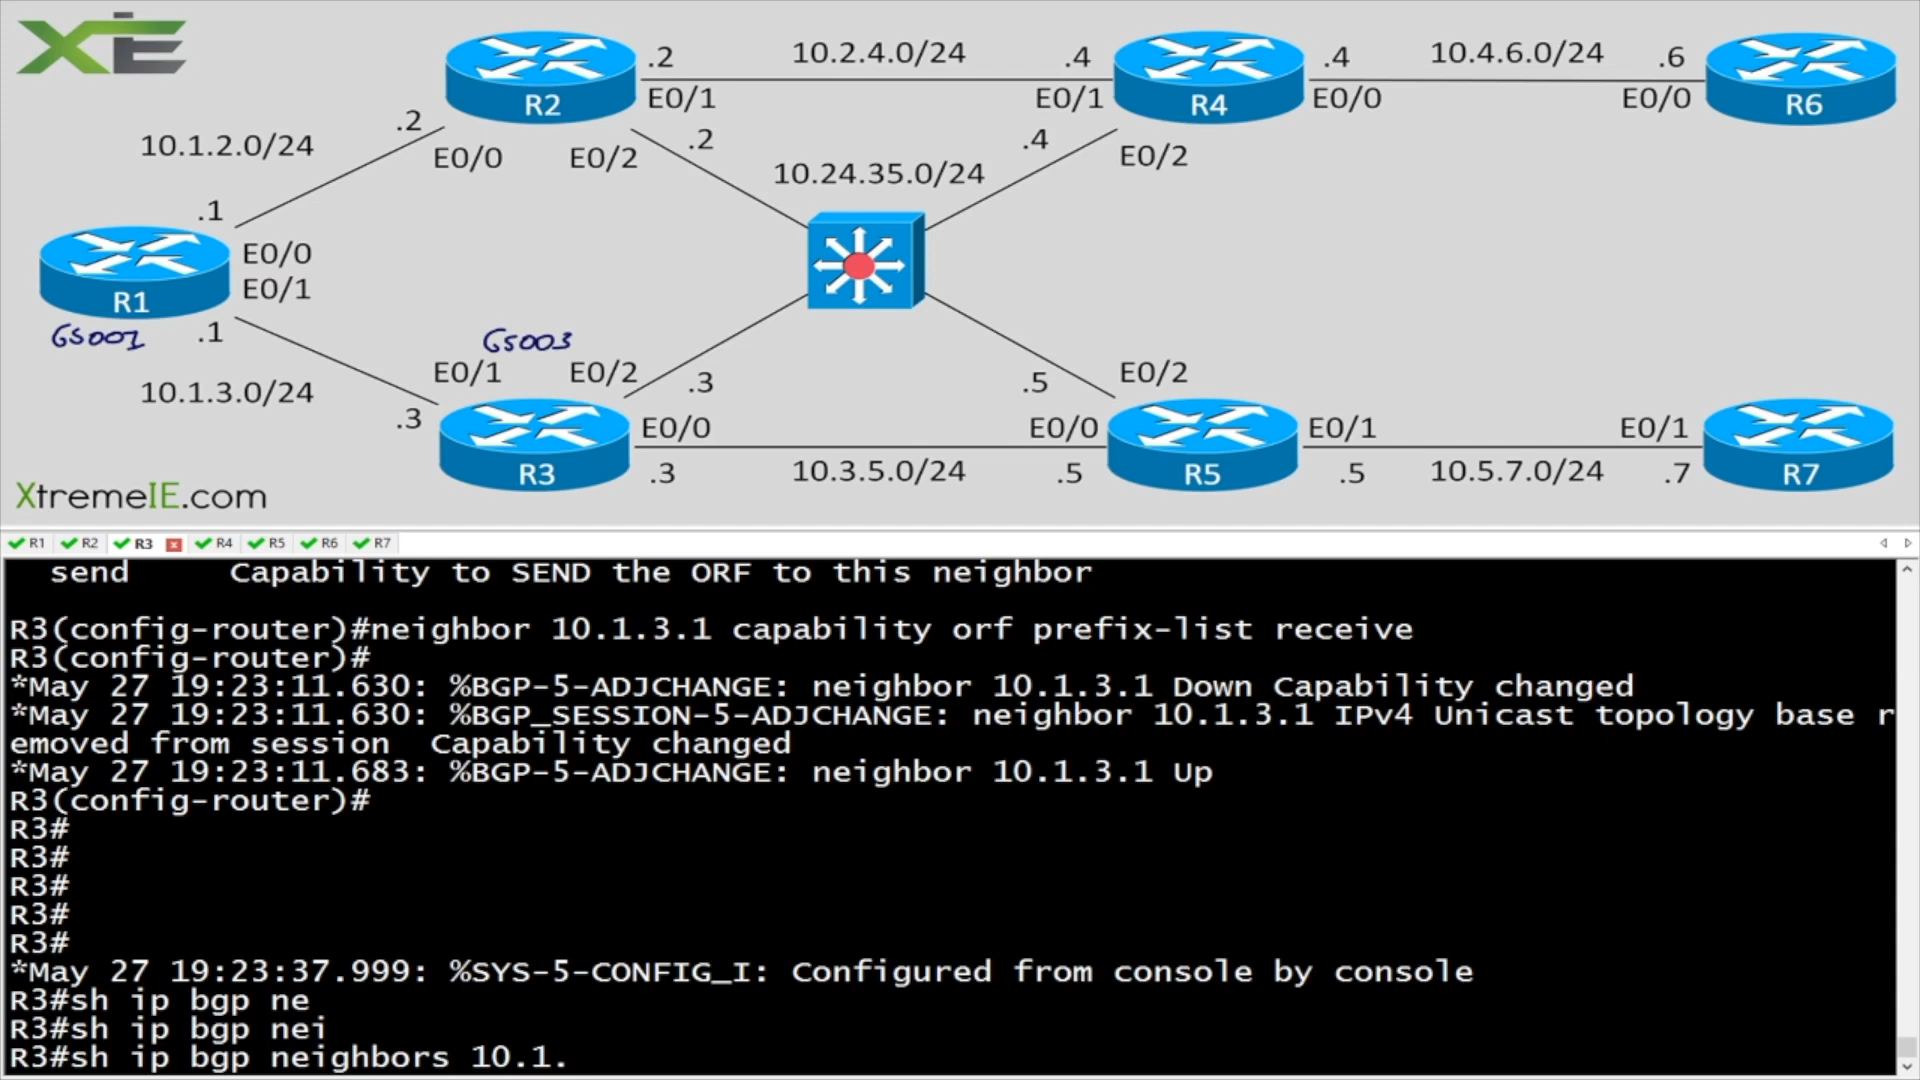 XIE
.2 10.2.4.0/24 .4
.4 10.4.6.0/24 .6
R2 E0/1 E0/1 R4 E0/0 E0/0 R6
10.1.2.0/24 .2 E0/0 E0/2 .2 .4 E0/2
10.24.35.0/24
.1
E0/0
E0/1
R1
65001 .1 65003
E0/1 E0/2 .3 .5 E0/2
10.1.3.0/24 .3
E0/0 E0/0 E0/1 E0/1
R3 .3 10.3.5.0/24 .5 R5 .5 10.5.7.0/24 .7 R7
XtremeIE.com
R1 R2 R3 R4 R5 R6 R7
send Capability to SEND the ORF to this neighbor
R3(config-router)#neighbor 10.1.3.1 capability orf prefix-list receive
R3(config-router)#
*May 27 19:23:11.630: %BGP-5-ADJCHANGE: neighbor 10.1.3.1 Down Capability changed
*May 27 19:23:11.630: %BGP_SESSION-5-ADJCHANGE: neighbor 10.1.3.1 IPv4 Unicast topology base r
emoved from session Capability changed
*May 27 19:23:11.683: %BGP-5-ADJCHANGE: neighbor 10.1.3.1 Up
R3(config-router)#
R3#
R3#
R3#
R3#
R3#
*May 27 19:23:37.999: %SYS-5-CONFIG_I: Configured from console by console
R3#sh ip bgp ne
R3#sh ip bgp nei
R3#sh ip bgp neighbors 10.1.